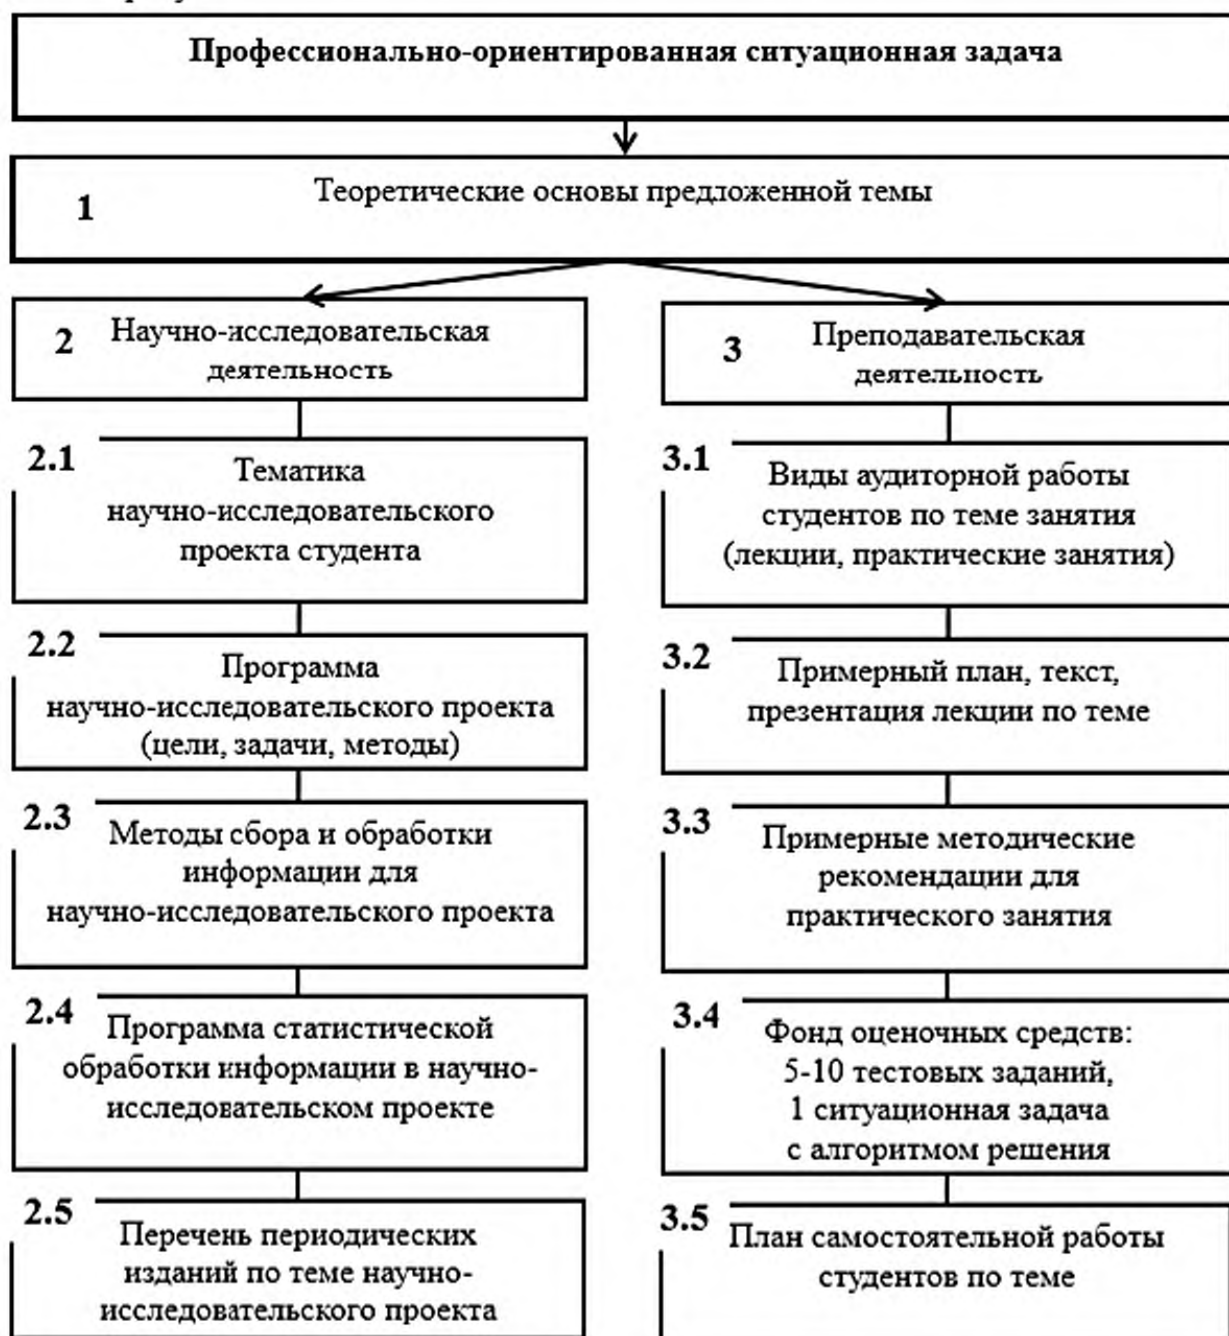 Профессионально-ориентированная ситуационная задача
1
Теоретические основы предложенной темы
2
Научно-исследовательская
деятельность
2.1
Тематика
научно-исследовательского
проекта студента
2.2
Программа
научно-исследовательского проекта
(цели, задачи, методы)
2.3
Методы сбора и обработки
информации для
научно-исследовательского проекта
2.4
Программа статистической
обработки информации в научно-
исследовательском проекте
2.5
Перечень периодических
изданий по теме научно-
исследовательского проекта
3
Преподавательская
деятельность
3.1
Виды аудиторной работы
студентов по теме занятия
(лекции, практические занятия)
3.2
Примерный план, текст,
презентация лекции по теме
3.3
Примерные методические
рекомендации для
практического занятия
3.4
Фонд оценочных средств:
5-10 тестовых заданий,
1 ситуационная задача
с алгоритмом решения
3.5
План самостоятельной работы
студентов по теме